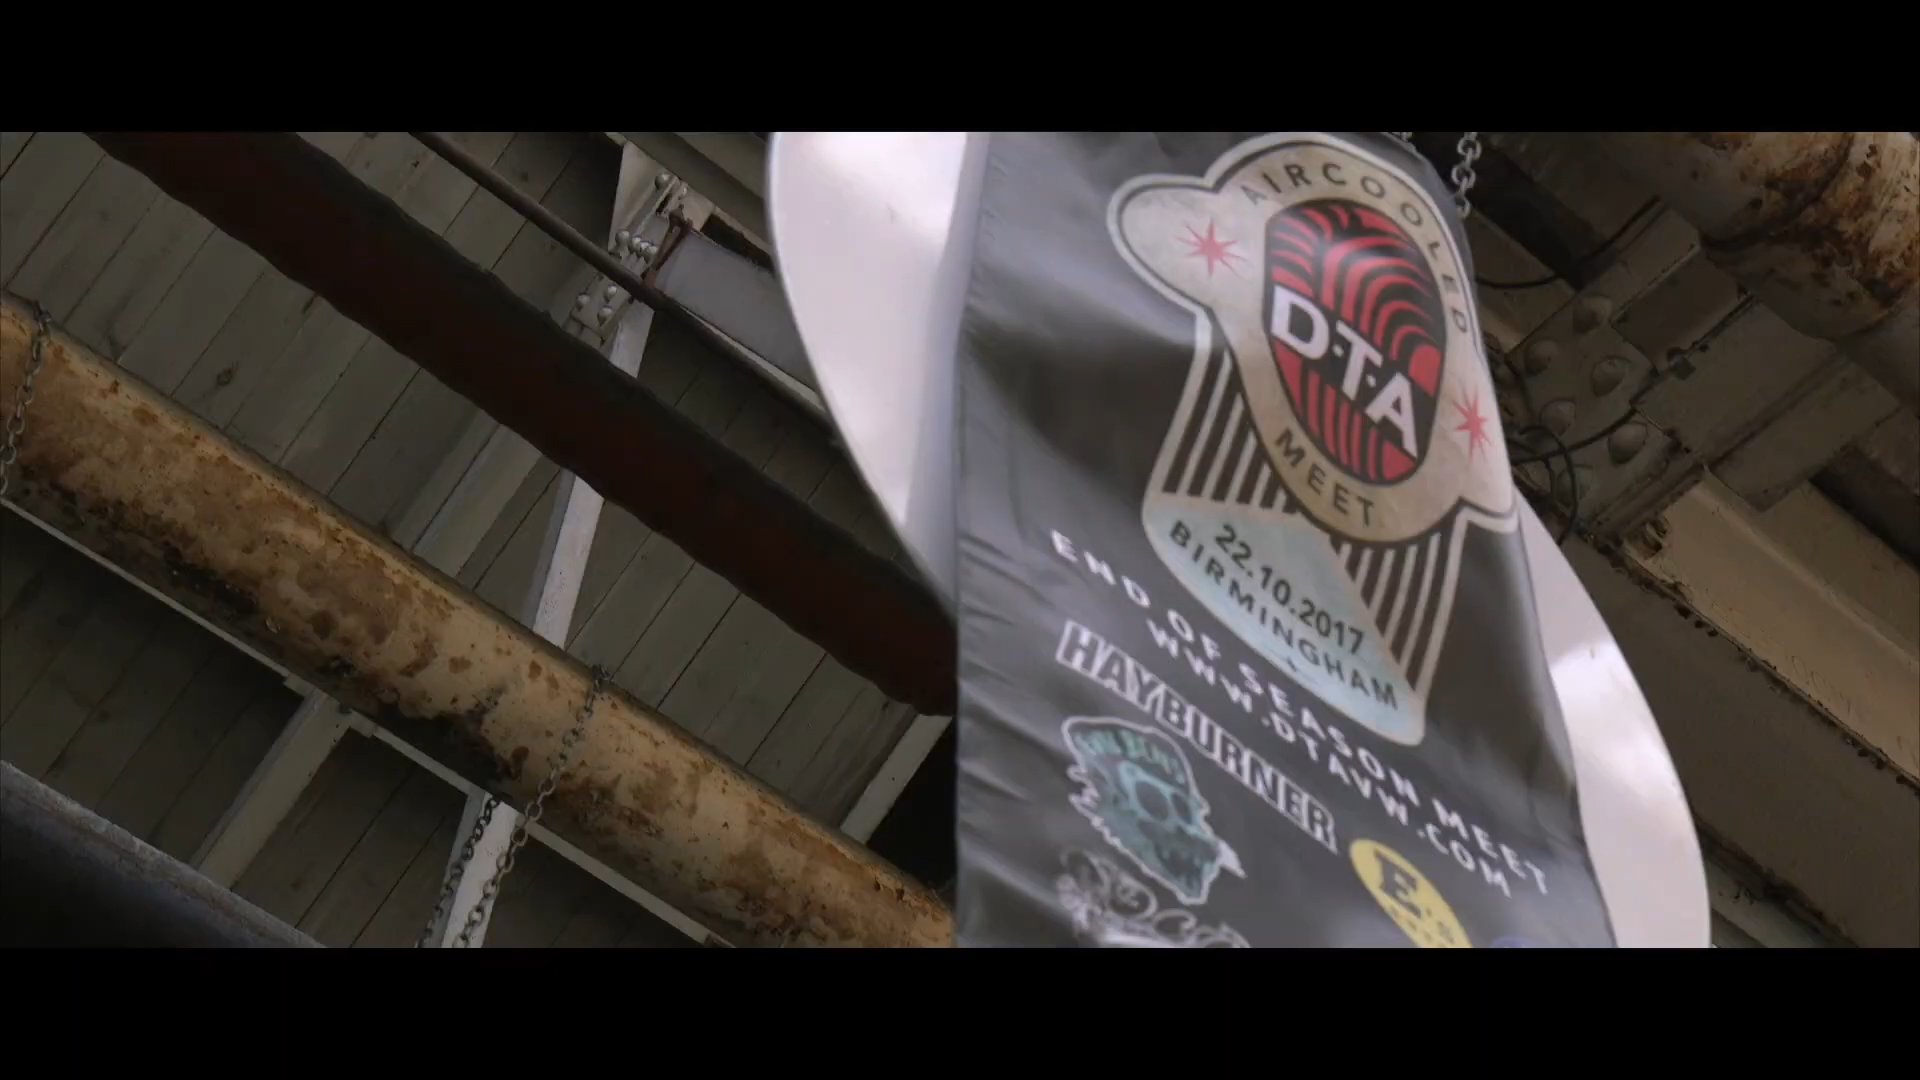 AIRCOOLED
D·T·A
MEET
22.10.2017
BIRMINGHAM
END OF SEASON MEET
WWW.DTAVW.COM
HAYBURNER
E's